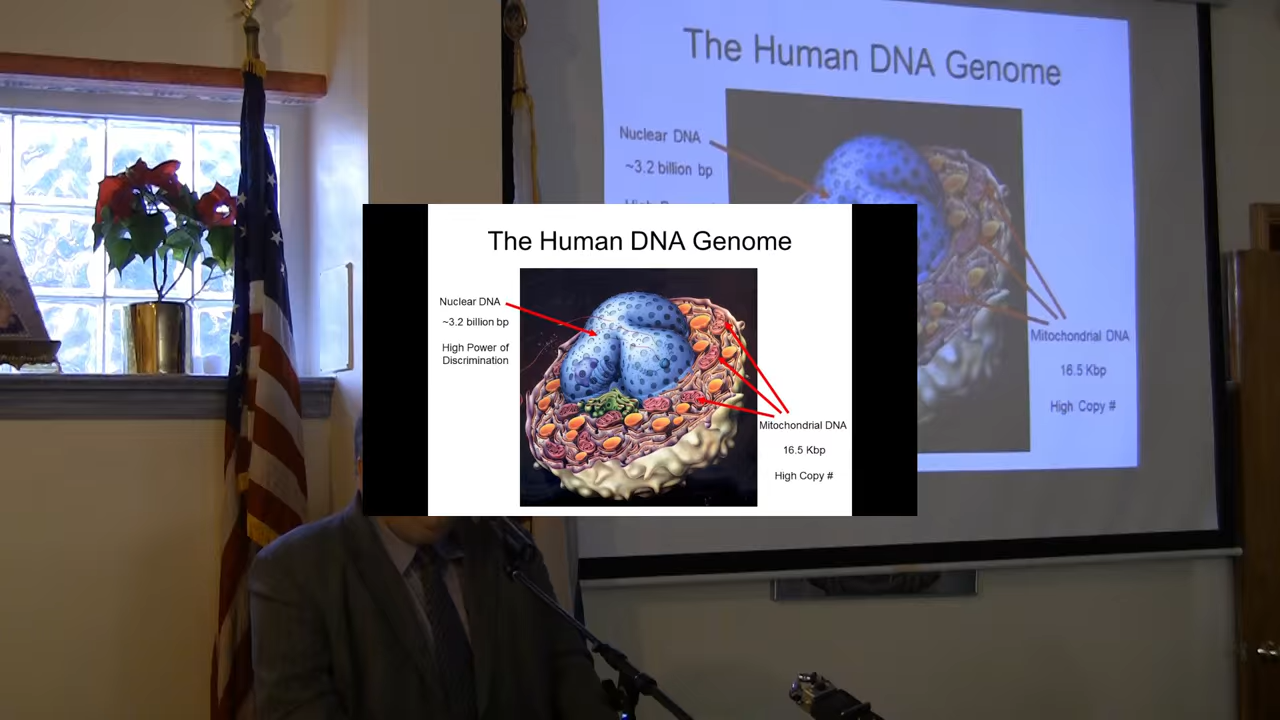 The Human DNA Genome
Nuclear DNA
~3.2 billion bp
Mitochondrial DNA
16.5 Kbp
High Copy #
The Human DNA Genome
Nuclear DNA
~3.2 billion bp
High Power of
Discrimination
Mitochondrial DNA
16.5 Kbp
High Copy #